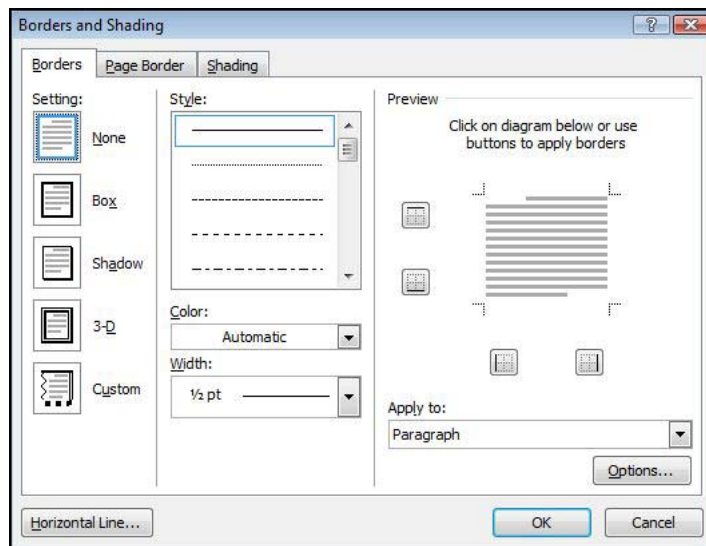 Borders and Shading
Borders
Page Border
Shading
Setting:
None
Box
Shadow
3-D
Custom
Style:
Color:
Automatic
Width:
½ pt
Preview
Click on diagram below or use
buttons to apply borders
Apply to:
Paragraph
Options...
Horizontal Line...
OK
Cancel